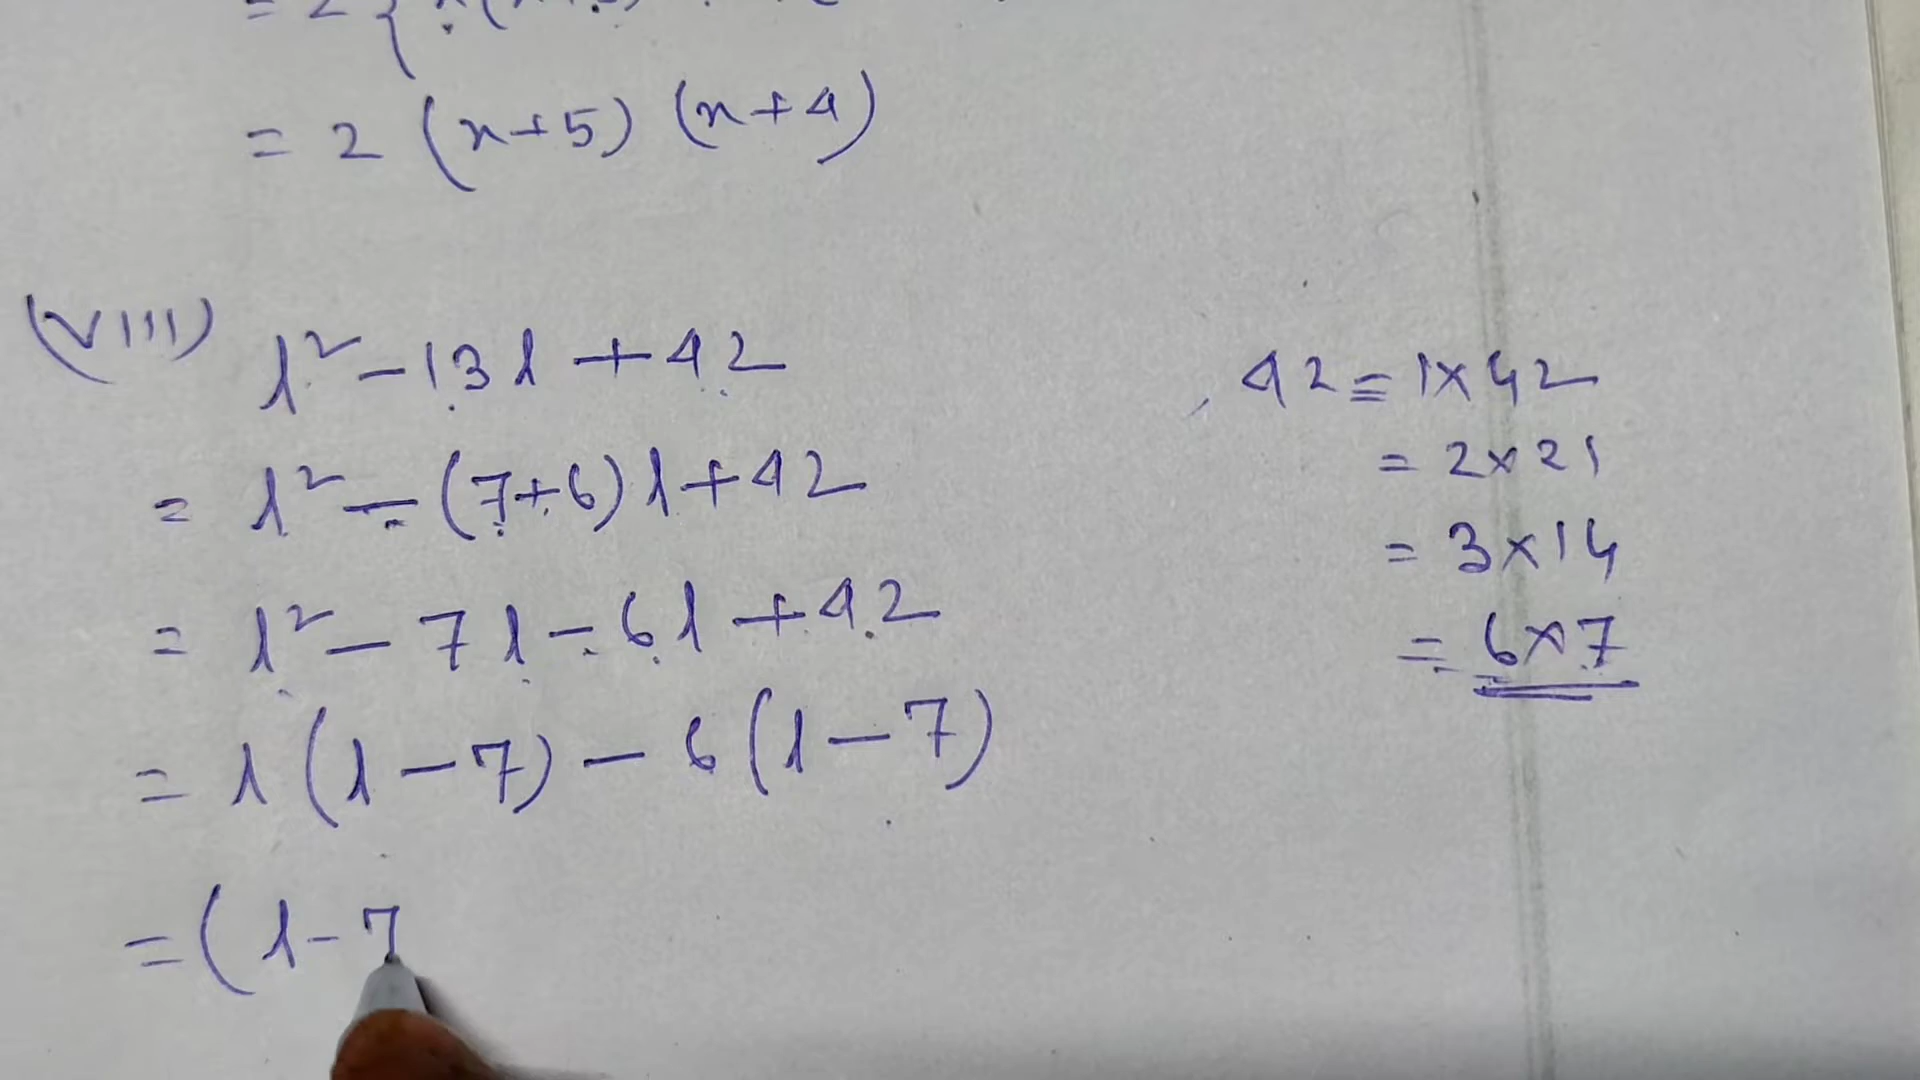 = 2 (x+5) (x+4)
(VIII) l² - 13l + 42
= l² - (7+6)l + 42
= l² - 7l - 6l + 42
= l(l - 7) - 6(l - 7)
= (l - 7
42 = 1×42
= 2×21
= 3×14
= 6×7